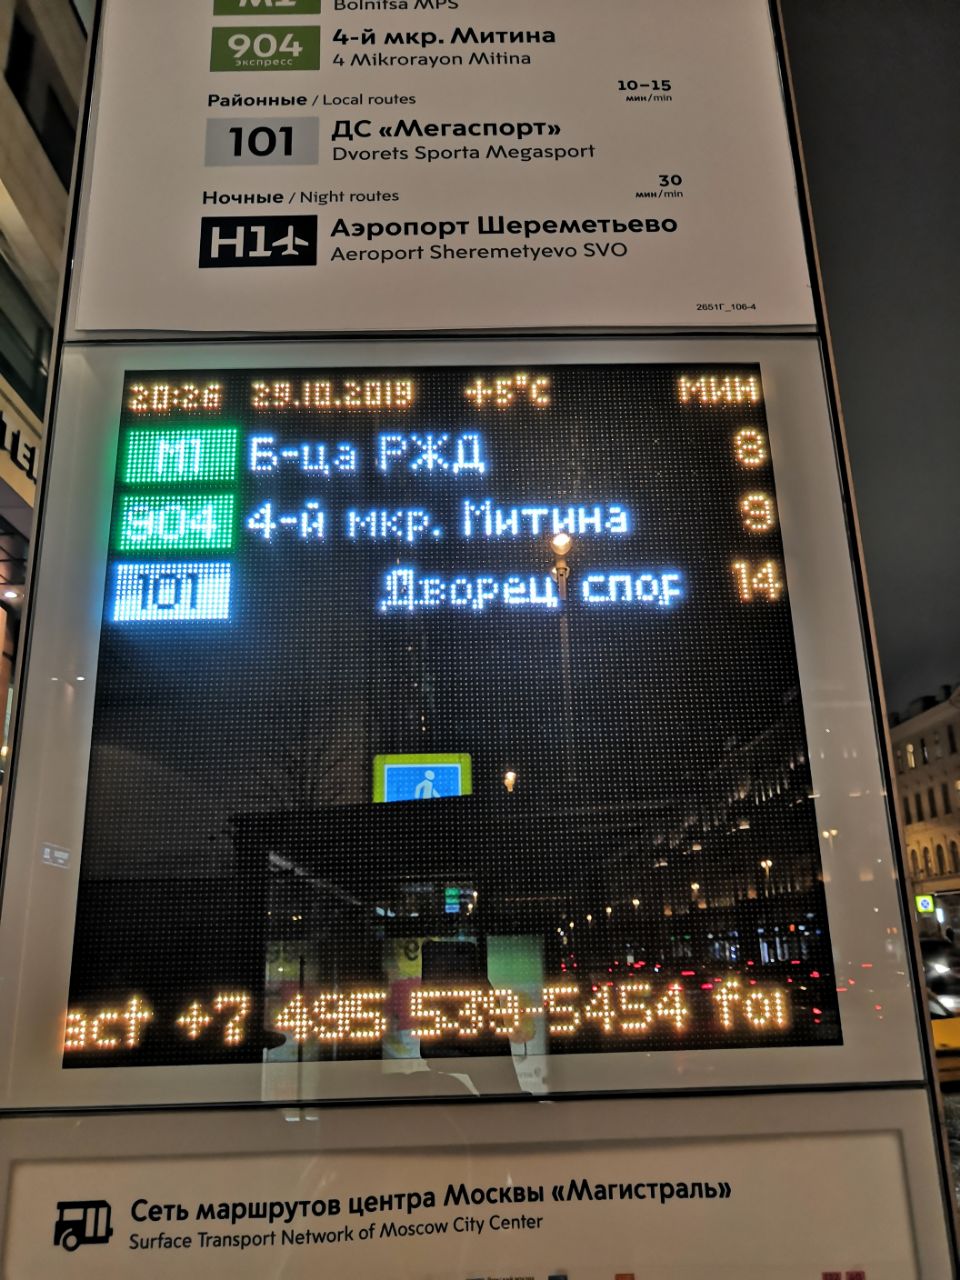 М1
Bolnitsa MPS
904
экспресс
4-й мкр. Митина
4 Mikrorayon Mitina
Районные / Local routes
10–15
мин/min
101
ДС «Мегаспорт»
Dvorets Sporta Megasport
Ночные / Night routes
30
мин/min
Н1
Аэропорт Шереметьево
Aeroport Sheremetyevo SVO
2651Г_106-4
20:26 29.10.2019 +6°C МИН
М1 Б-ца РЖД 8
904 4-й мкр. Митина 9
101 Дворец спор 14
act +7 495 539-5454 for
Сеть маршрутов центра Москвы «Магистраль»
Surface Transport Network of Moscow City Center